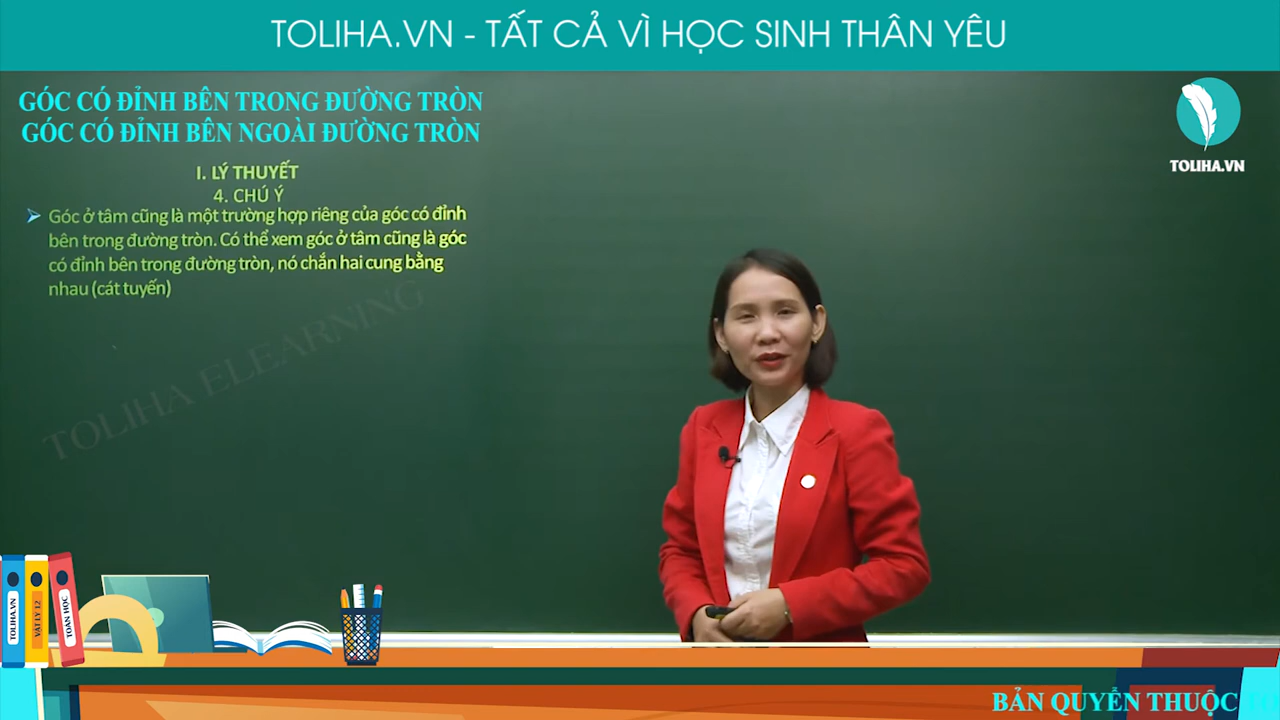 TOLIHA.VN - TẤT CẢ VÌ HỌC SINH THÂN YÊU
GÓC CÓ ĐỈNH BÊN TRONG ĐƯỜNG TRÒN
GÓC CÓ ĐỈNH BÊN NGOÀI ĐƯỜNG TRÒN
TOLIHA.VN
I. LÝ THUYẾT
4. CHÚ Ý
Góc ở tâm cũng là một trường hợp riêng của góc có đỉnh
bên trong đường tròn. Có thể xem góc ở tâm cũng là góc
có đỉnh bên trong đường tròn, nó chắn hai cung bằng
nhau (cát tuyến)
TOLIHA ELEARNING
TOLIHA.VN
VẬT LÝ 12
TOÁN HỌC
BẢN QUYỀN THUỘC